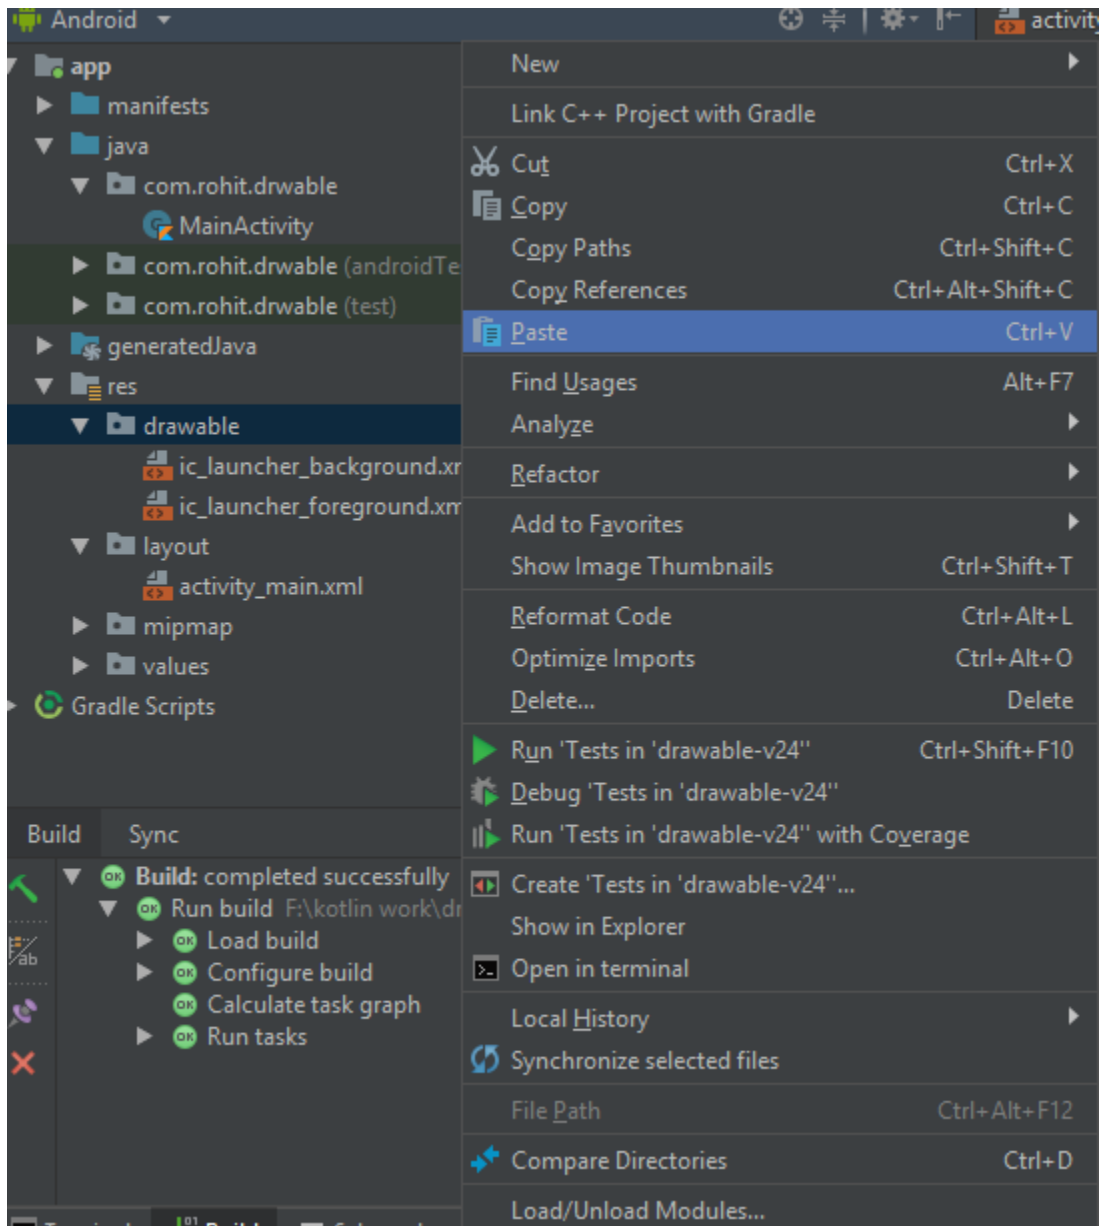 Android
activity
app
manifests
java
com.rohit.drwable
MainActivity
com.rohit.drwable (androidTe
com.rohit.drwable (test)
generatedJava
res
drawable
ic_launcher_background.xr
ic_launcher_foreground.xm
layout
activity_main.xml
mipmap
values
Gradle Scripts
New
Link C++ Project with Gradle
Cut Ctrl+X
Copy Ctrl+C
Copy Paths Ctrl+Shift+C
Copy References Ctrl+Alt+Shift+C
Paste Ctrl+V
Find Usages Alt+F7
Analyze
Refactor
Add to Favorites
Show Image Thumbnails Ctrl+Shift+T
Reformat Code Ctrl+Alt+L
Optimize Imports Ctrl+Alt+O
Delete... Delete
Run 'Tests in 'drawable-v24'' Ctrl+Shift+F10
Debug 'Tests in 'drawable-v24''
Run 'Tests in 'drawable-v24'' with Coverage
Create 'Tests in 'drawable-v24''...
Show in Explorer
Open in terminal
Local History
Synchronize selected files
File Path Ctrl+Alt+F12
Compare Directories Ctrl+D
Load/Unload Modules...
Build Sync
Build: completed successfully
Run build F:\kotlin work\dr
Load build
Configure build
Calculate task graph
Run tasks